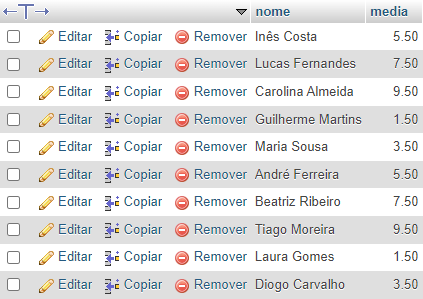 nome media
Editar Copiar Remover Inês Costa 5.50
Editar Copiar Remover Lucas Fernandes 7.50
Editar Copiar Remover Carolina Almeida 9.50
Editar Copiar Remover Guilherme Martins 1.50
Editar Copiar Remover Maria Sousa 3.50
Editar Copiar Remover André Ferreira 5.50
Editar Copiar Remover Beatriz Ribeiro 7.50
Editar Copiar Remover Tiago Moreira 9.50
Editar Copiar Remover Laura Gomes 1.50
Editar Copiar Remover Diogo Carvalho 3.50